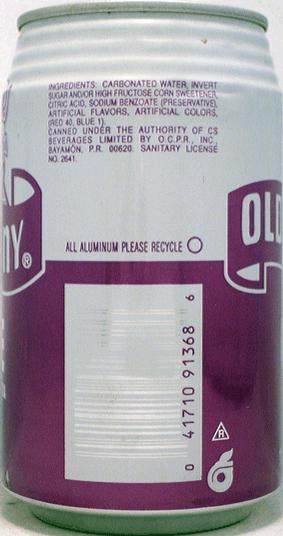 INGREDIENTS: CARBONATED WATER, INVERT
SUGAR AND/OR HIGH FRUCTOSE CORN SWEETENER,
CITRIC ACID, SODIUM BENZOATE (PRESERVATIVE),
ARTIFICIAL FLAVORS, ARTIFICIAL COLORS,
(RED 40, BLUE 1).
CANNED UNDER THE AUTHORITY OF CS
BEVERAGES LIMITED BY O.C.P.R., INC.,
BAYAMÓN, P.R. 00620. SANITARY LICENSE
NO. 2641.
NY®
OLD
ALL ALUMINUM PLEASE RECYCLE
0 41710 91368 6